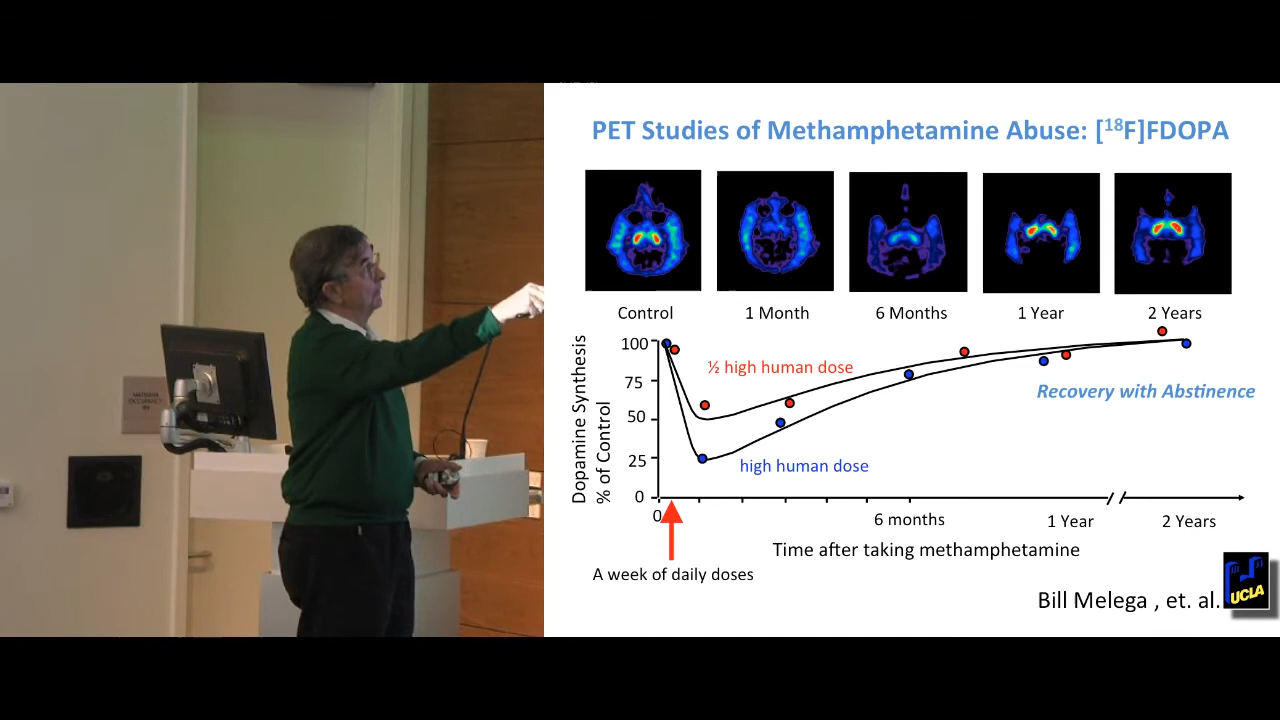 PET Studies of Methamphetamine Abuse: [18F]FDOPA
Control
1 Month
6 Months
1 Year
2 Years
Dopamine Synthesis
% of Control
100
75
50
25
0
½ high human dose
high human dose
Recovery with Abstinence
0
6 months
1 Year
2 Years
Time after taking methamphetamine
A week of daily doses
Bill Melega , et. al.
UCLA
MAXIMUM
OCCUPANCY